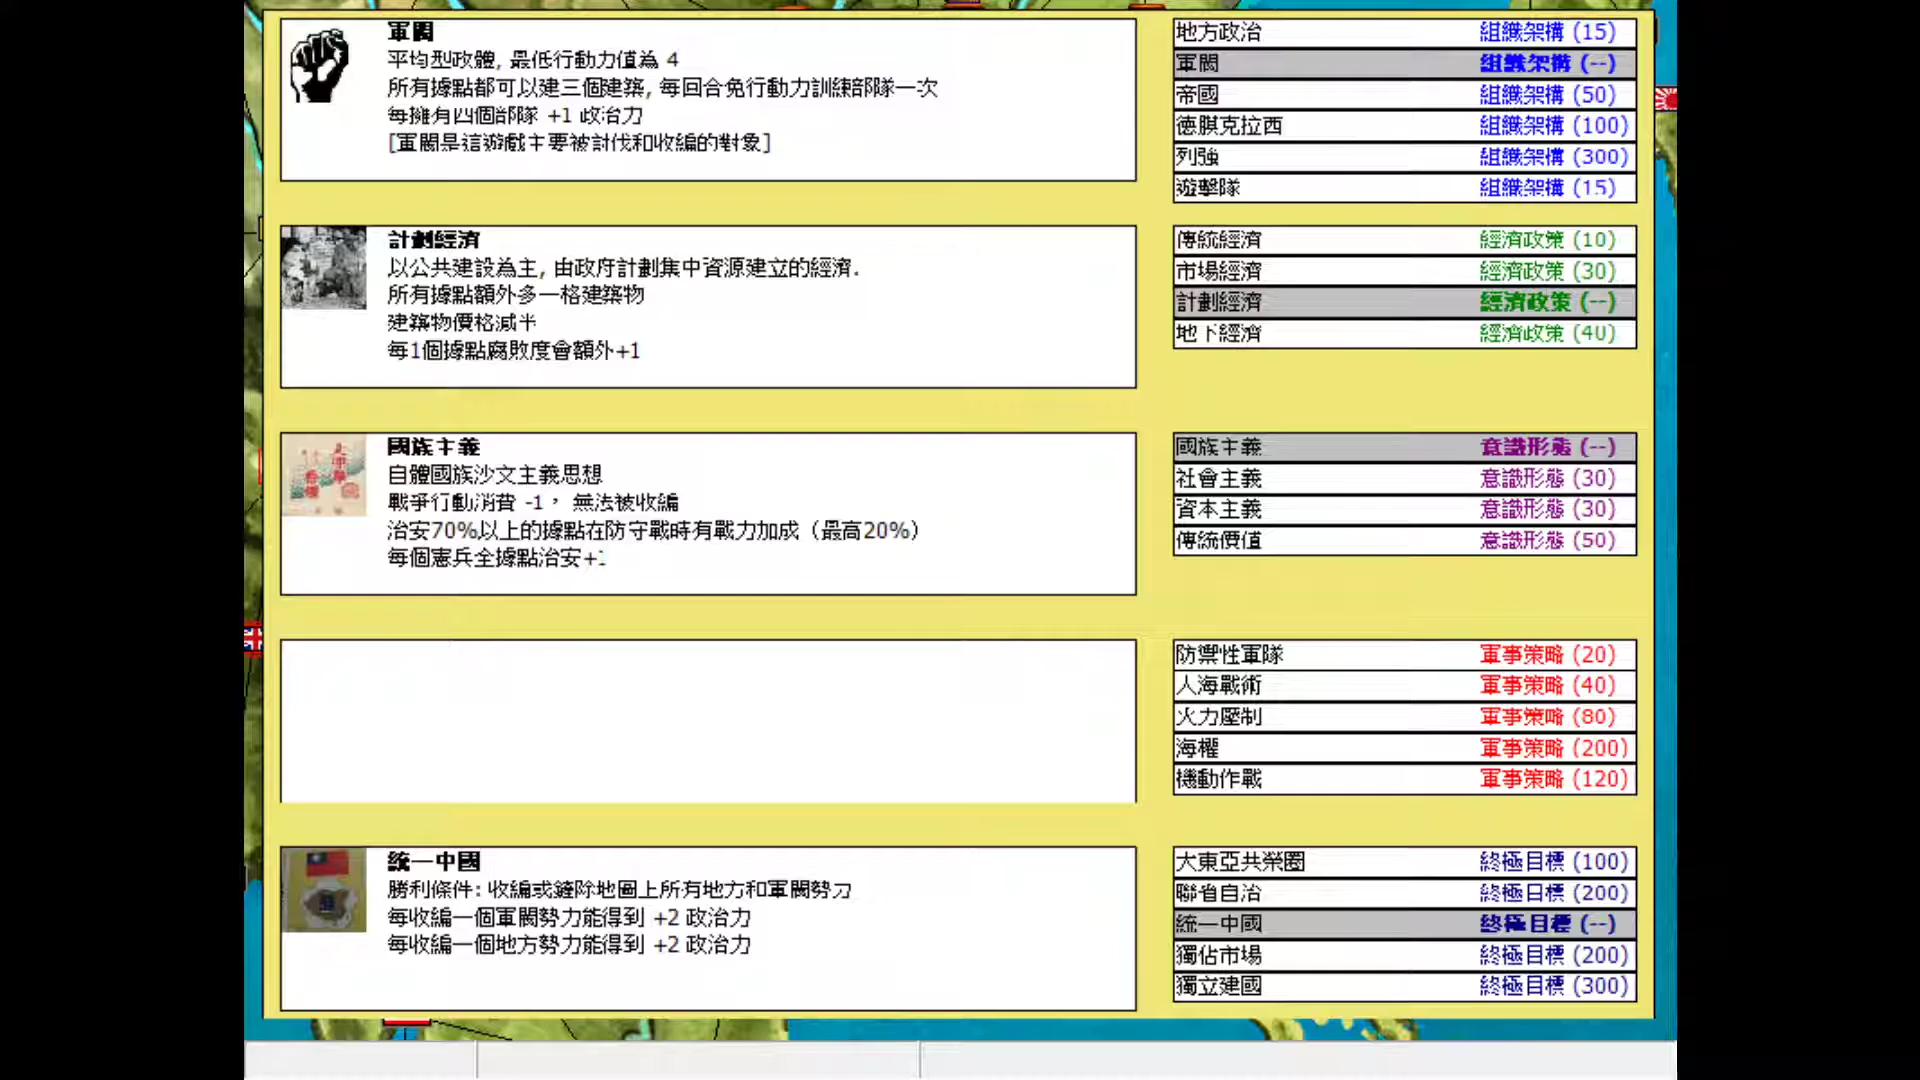 軍閥
平均型政體, 最低行動力值為 4
所有據點都可以建三個建築, 每回合免行動力訓練部隊一次
每擁有四個部隊 +1 政治力
[軍閥是這遊戲主要被討伐和收編的對象]
地方政治 組織架構 (15)
軍閥 組織架構 (--)
帝國 組織架構 (50)
德膜克拉西 組織架構 (100)
列強 組織架構 (300)
遊擊隊 組織架構 (15)
計劃經濟
以公共建設為主, 由政府計劃集中資源建立的經濟.
所有據點額外多一格建築物
建築物價格減半
每1個據點腐敗度會額外+1
傳統經濟 經濟政策 (10)
市場經濟 經濟政策 (30)
計劃經濟 經濟政策 (--)
地下經濟 經濟政策 (40)
國族主義
自體國族沙文主義思想
戰爭行動消費 -1， 無法被收編
治安70%以上的據點在防守戰時有戰力加成（最高20%）
每個憲兵全據點治安+1
國族主義 意識形態 (--)
社會主義 意識形態 (30)
資本主義 意識形態 (30)
傳統價值 意識形態 (50)
防禦性軍隊 軍事策略 (20)
人海戰術 軍事策略 (40)
火力壓制 軍事策略 (80)
海權 軍事策略 (200)
機動作戰 軍事策略 (120)
統一中國
勝利條件: 收編或鏟除地圖上所有地方和軍閥勢力
每收編一個軍閥勢力能得到 +2 政治力
每收編一個地方勢力能得到 +2 政治力
大東亞共榮圈 終極目標 (100)
聯省自治 終極目標 (200)
統一中國 終極目標 (--)
獨佔市場 終極目標 (200)
獨立建國 終極目標 (300)